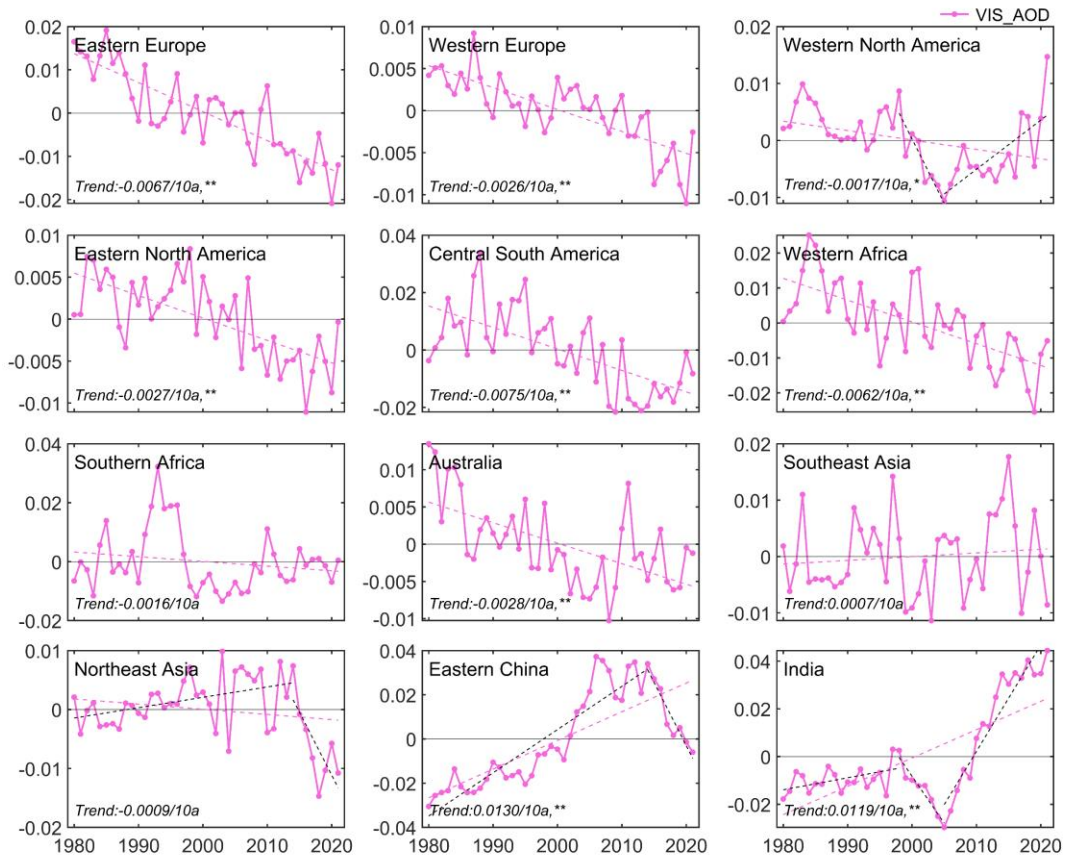 VIS_AOD
0.02
0.01
0
-0.01
-0.02
Eastern Europe
Trend:-0.0067/10a,**
0.01
0.005
0
-0.005
-0.01
Western Europe
Trend:-0.0026/10a,**
0.02
0.01
0
-0.01
Western North America
Trend:-0.0017/10a,*
0.01
0.005
0
-0.005
-0.01
Eastern North America
Trend:-0.0027/10a,**
0.04
0.02
0
-0.02
Central South America
Trend:-0.0075/10a,**
0.02
0.01
0
-0.01
-0.02
Western Africa
Trend:-0.0062/10a,**
0.04
0.02
0
-0.02
Southern Africa
Trend:-0.0016/10a
0.01
0.005
0
-0.005
-0.01
Australia
Trend:-0.0028/10a,**
0.02
0.01
0
-0.01
Southeast Asia
Trend:0.0007/10a
0.01
0
-0.01
-0.02
Northeast Asia
Trend:-0.0009/10a
1980 1990 2000 2010 2020
0.04
0.02
0
-0.02
-0.04
Eastern China
Trend:0.0130/10a,**
1980 1990 2000 2010 2020
0.04
0.02
0
-0.02
India
Trend:0.0119/10a,**
1980 1990 2000 2010 2020